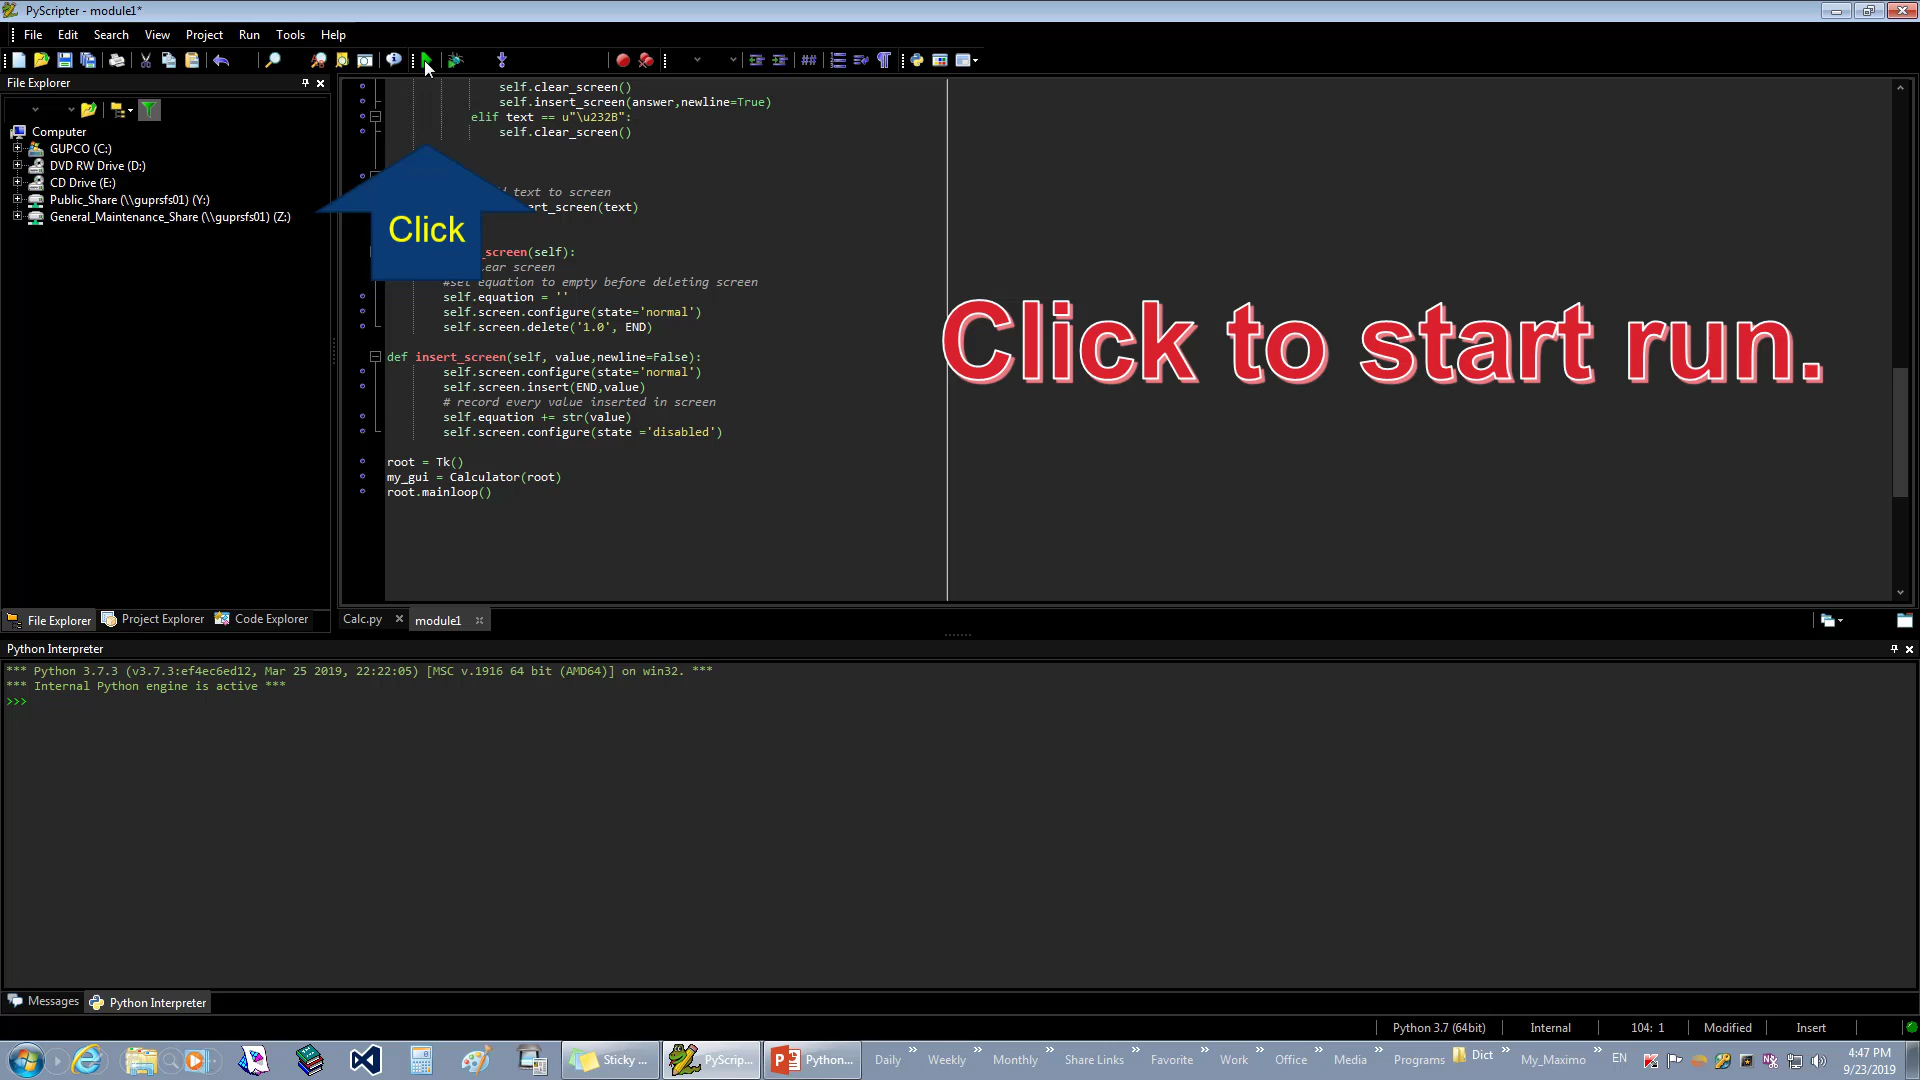 PyScripter - module1*
File Edit Search View Project Run Tools Help
File Explorer
Computer
GUPCO (C:)
DVD RW Drive (D:)
CD Drive (E:)
Public_Share (\\guprsfs01) (Y:)
General_Maintenance_Share (\\guprsfs01) (Z:)
File Explorer Project Explorer Code Explorer
self.clear_screen()
self.insert_screen(answer,newline=True)
elif text == u"\u232B":
self.clear_screen()
text to screen
ert_screen(text)
_screen(self):
ear screen
#set equation to empty before deleting screen
self.equation = ''
self.screen.configure(state='normal')
self.screen.delete('1.0', END)
def insert_screen(self, value,newline=False):
self.screen.configure(state='normal')
self.screen.insert(END,value)
# record every value inserted in screen
self.equation += str(value)
self.screen.configure(state ='disabled')
root = Tk()
my_gui = Calculator(root)
root.mainloop()
Click
Click to start run.
Calc.py module1
Python Interpreter
*** Python 3.7.3 (v3.7.3:ef4ec6ed12, Mar 25 2019, 22:22:05) [MSC v.1916 64 bit (AMD64)] on win32. ***
*** Internal Python engine is active ***
>>>
Messages Python Interpreter
Python 3.7 (64bit) Internal 104: 1 Modified Insert
Sticky ... PyScrip... Python... Daily » Weekly » Monthly » Share Links » Favorite » Work » Office » Media » Programs » Dict » My_Maximo » EN
4:47 PM
9/23/2019